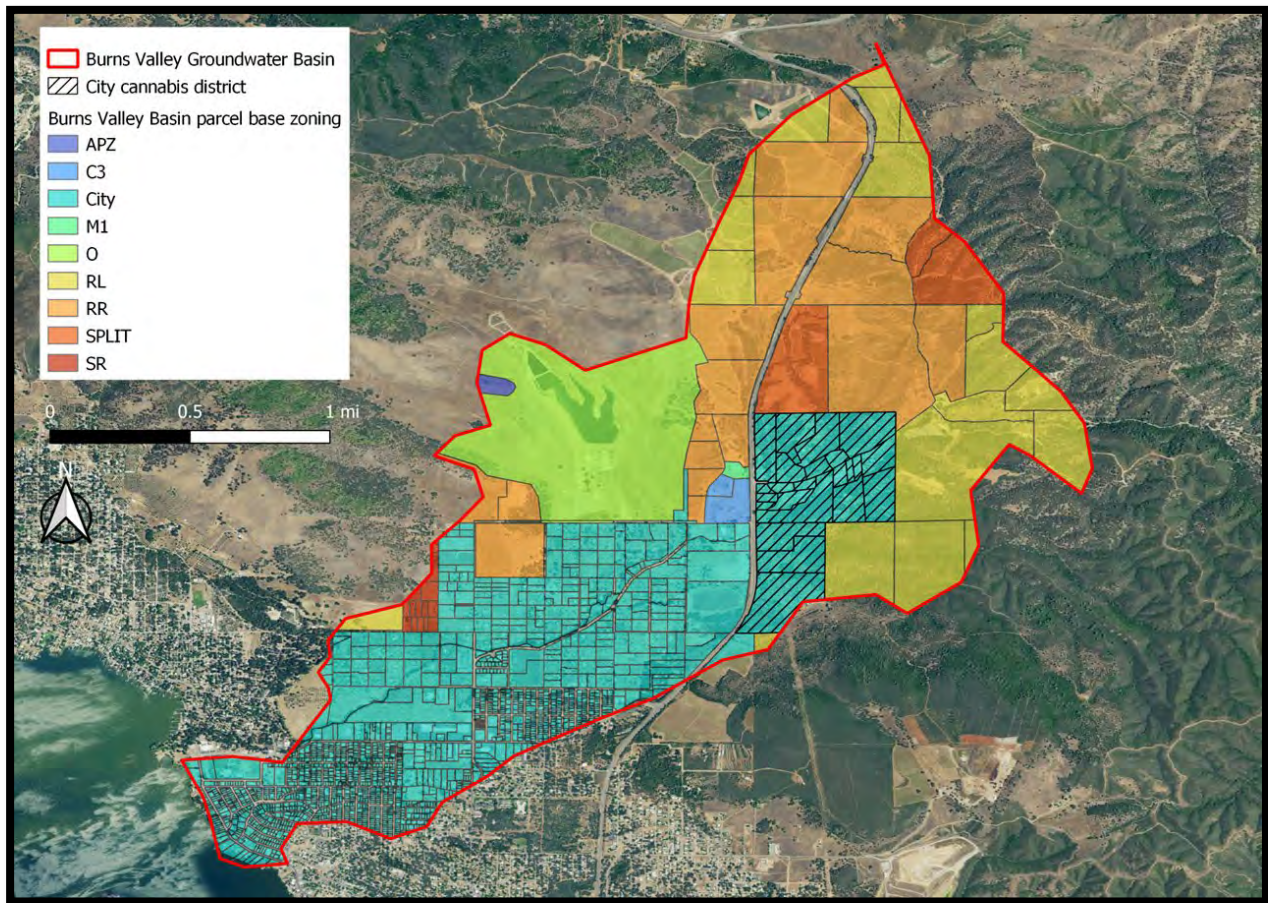 Burns Valley Groundwater Basin
City cannabis district
Burns Valley Basin parcel base zoning
APZ
C3
City
M1
O
RL
RR
SPLIT
SR
0 0.5 1 mi
N